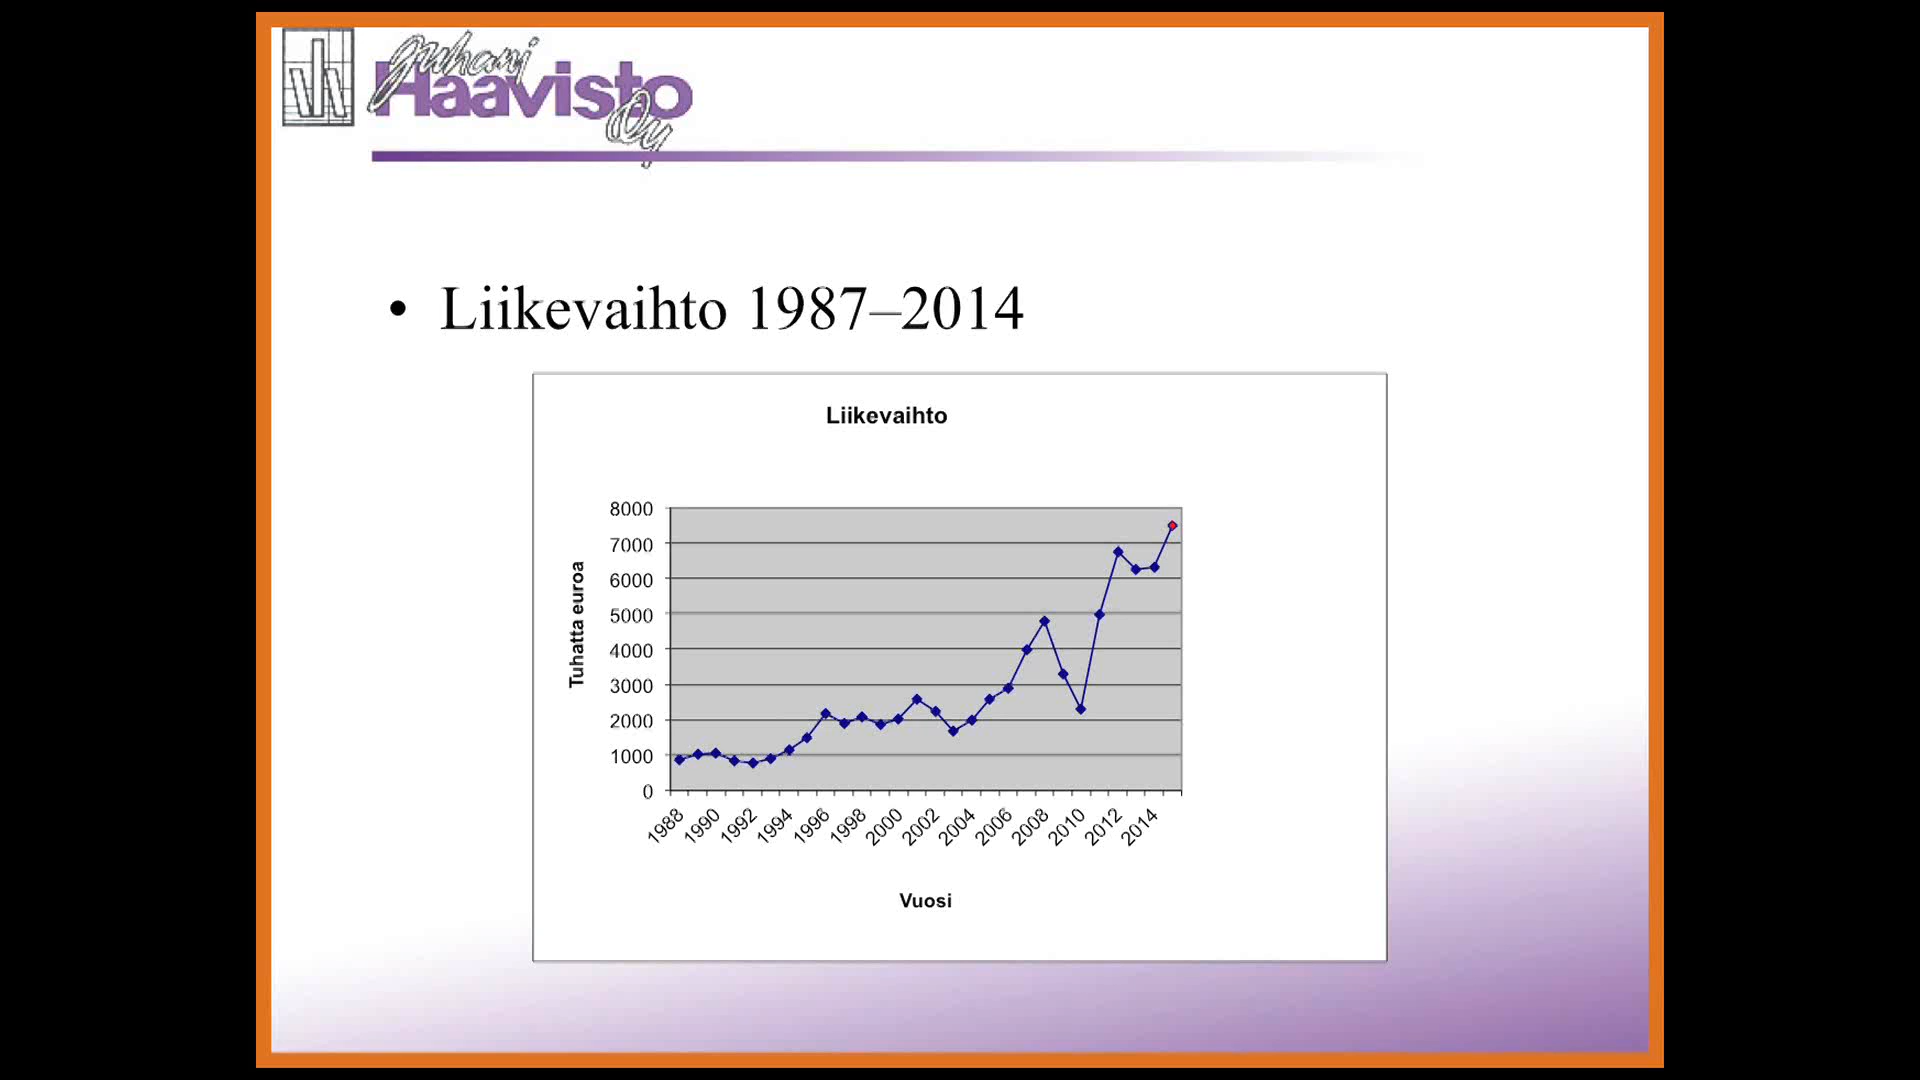 Juhani
Haavisto
Oy
• Liikevaihto 1987–2014
Liikevaihto
8000
7000
6000
5000
4000
3000
2000
1000
0
Tuhatta euroa
1988 1990 1992 1994 1996 1998 2000 2002 2004 2006 2008 2010 2012 2014
Vuosi